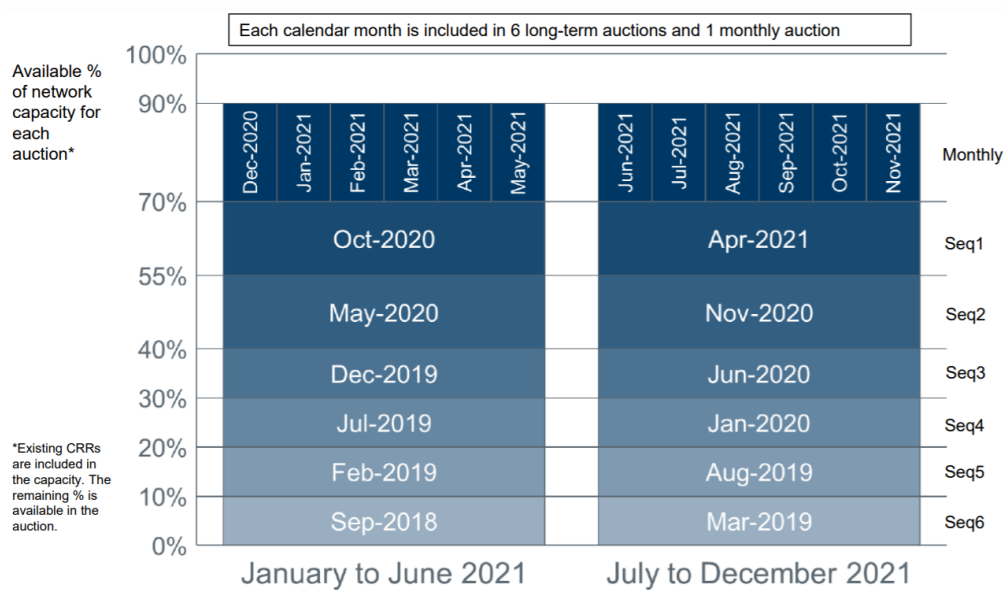 Each calendar month is included in 6 long-term auctions and 1 monthly auction
Available %
of network
capacity for
each
auction*
100%
90%
70%
55%
40%
30%
20%
10%
0%
Dec-2020
Jan-2021
Feb-2021
Mar-2021
Apr-2021
May-2021
Jun-2021
Jul-2021
Aug-2021
Sep-2021
Oct-2021
Nov-2021
Monthly
Oct-2020
Apr-2021
Seq1
May-2020
Nov-2020
Seq2
Dec-2019
Jun-2020
Seq3
Jul-2019
Jan-2020
Seq4
Feb-2019
Aug-2019
Seq5
Sep-2018
Mar-2019
Seq6
*Existing CRRs
are included in
the capacity. The
remaining % is
available in the
auction.
January to June 2021
July to December 2021